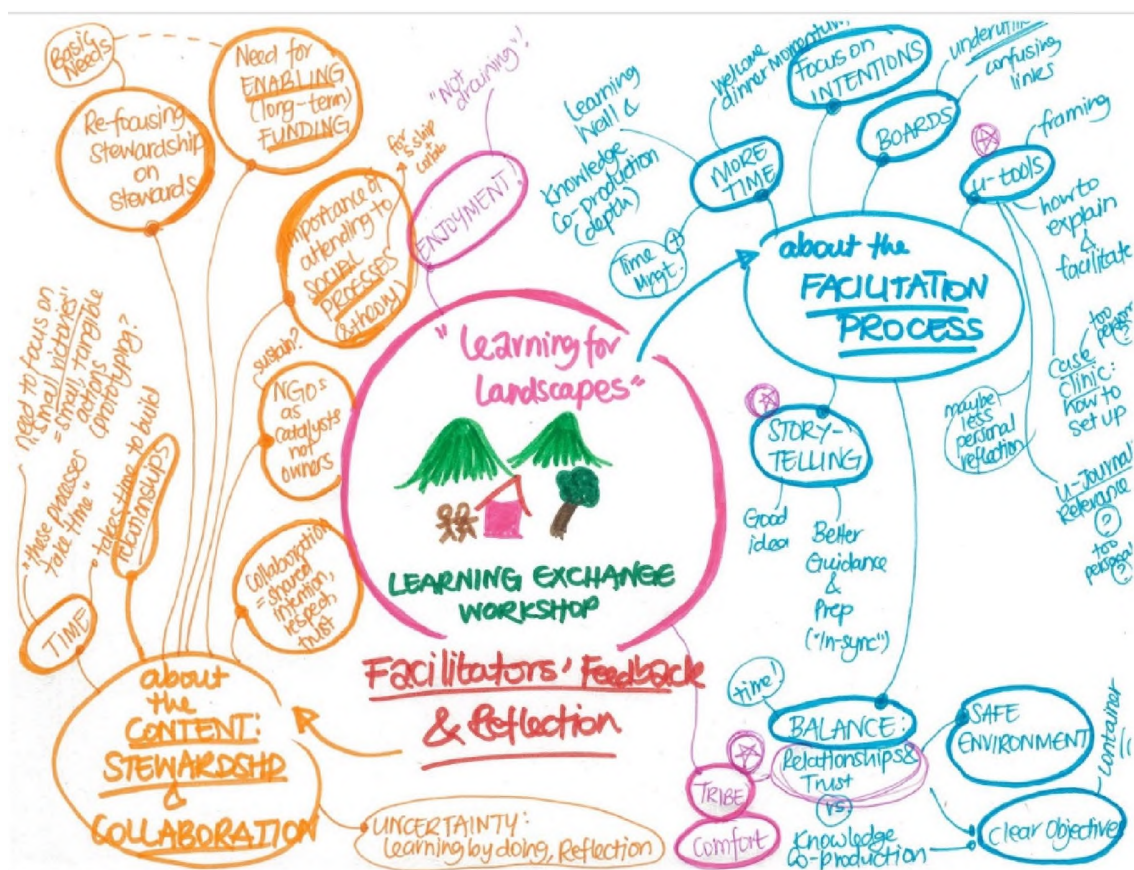 Basic
Needs
Need for
ENABLING
(long-term)
FUNDING
Re-focusing
Stewardship
on
Stewards
Importance of
attending to
SOCIAL
PROCESSES
(& theory)
for
s.ship
+
collab
"Not
draining"!
ENJOYMENT!
sustain?
NGOs
as
catalysts
not
owners
collaboration
= shared
intention,
respect,
trust
need to focus on
"small victories"
= small, tangible
actions
(prototyping?
"these processes
take time"
takes time to build
relationships
TIME
about
the
CONTENT:
STEWARDSHIP
&
COLLABORATION
UNCERTAINTY:
Learning by doing, Reflection
"Learning for
Landscapes"
LEARNING EXCHANGE
WORKSHOP
Facilitators' Feedback
& Reflection
Learning
Wall &
Knowledge
Co-production
(depth)
Welcome
dinner Momentum
MORE
TIME
Time
Mngt.
FOCUS ON
INTENTIONS
BOARDS
confusing
links
u-tools
framing
how to
explain
&
facilitate
about the
FACILITATION
PROCESS
too
case
clinic:
How to
set up
maybe
less
personal
reflection
Relevance
?
too
personal
?
STORY-
TELLING
Good
idea
Better
Guidance
&
Prep
("In-sync")
time!
BALANCE:
Relationships &
Trust
vs
Knowledge
co-production
SAFE
ENVIRONMENT
container
Clear Objective
TRIBE
Comfort